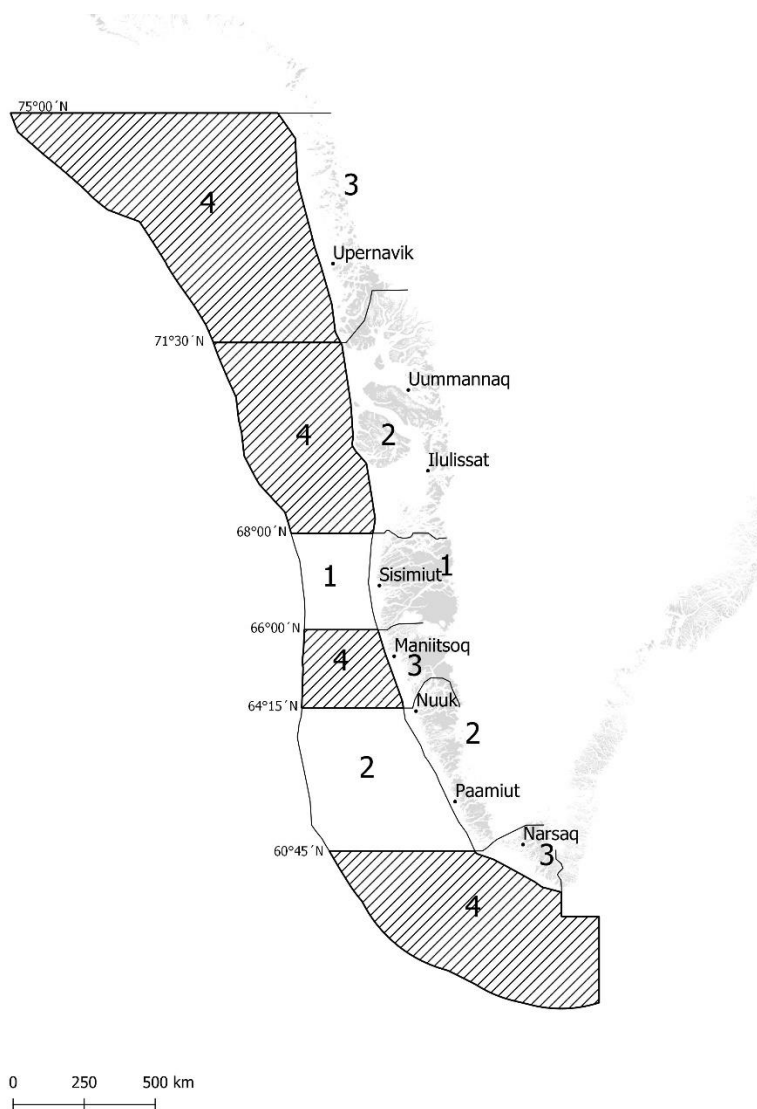 75°00´N
4
3
Upernavik
71°30´N
Uummannaq
4
2
Ilulissat
68°00´N
1
1
Sisimiut
66°00´N
4
Maniitsoq
3
64°15´N
Nuuk
2
2
Paamiut
60°45´N
Narsaq
3
4
0 250 500 km